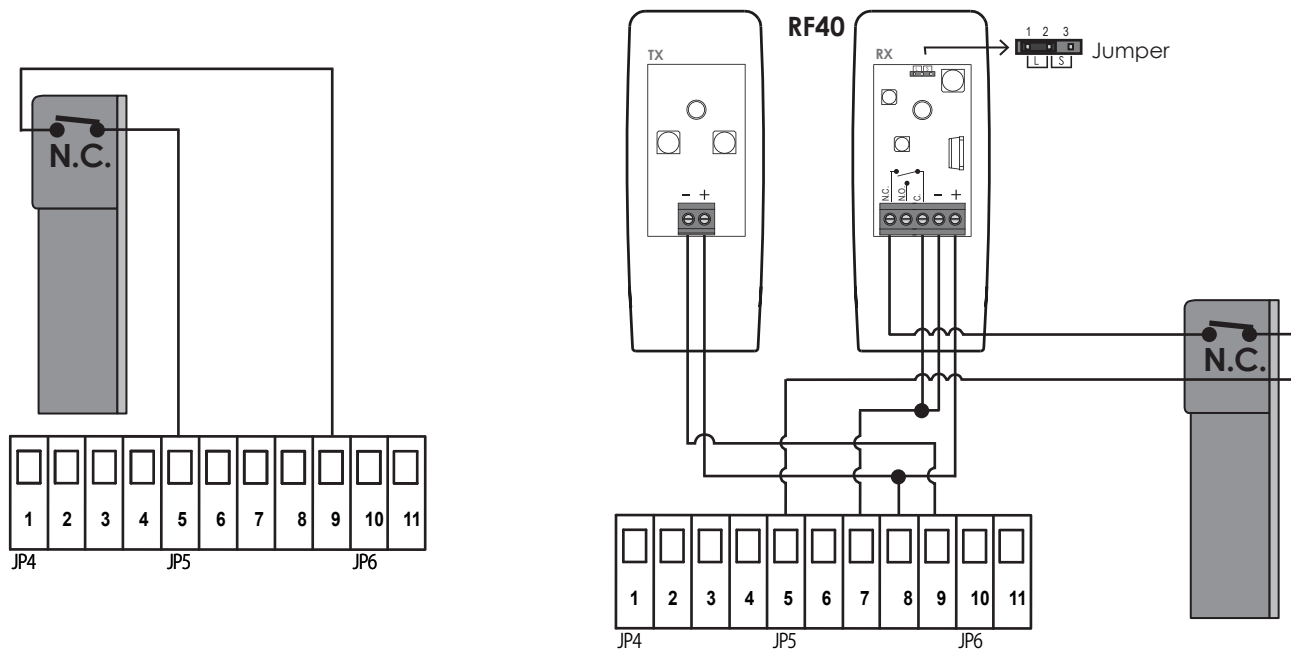 N.C.
1 2 3 4 5 6 7 8 9 10 11
JP4 JP5 JP6
RF40
TX
- +
RX
L S
N.C.
N.O.
C.
- +
1 2 3
L S
Jumper
N.C.
1 2 3 4 5 6 7 8 9 10 11
JP4 JP5 JP6